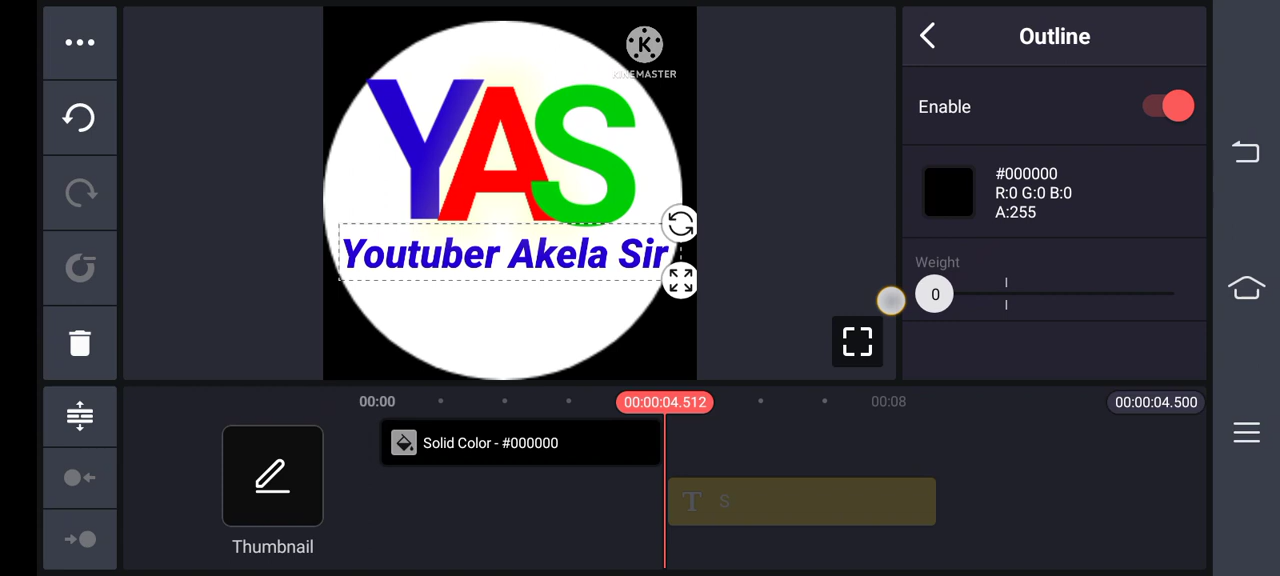 YAS
KINEMASTER
Youtuber Akela Sir
Outline
Enable
#000000
R:0 G:0 B:0
A:255
Weight
0
00:00
00:00:04.512
00:08
00:00:04.500
Solid Color - #000000
T S
Thumbnail